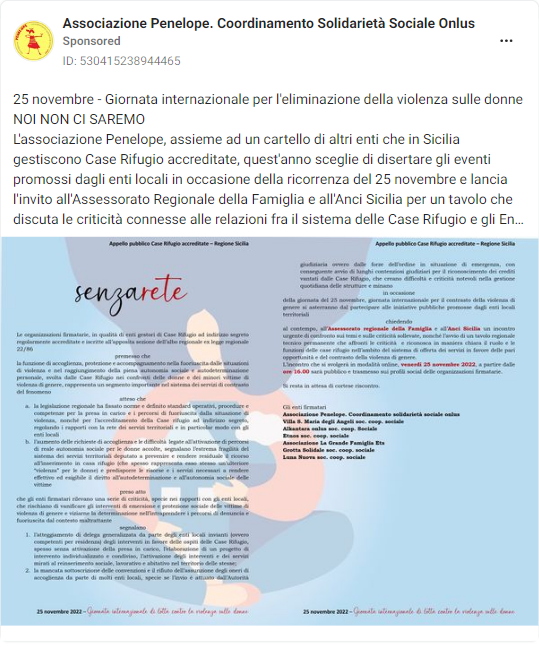 Associazione Penelope. Coordinamento Solidarietà Sociale Onlus
Sponsored
ID: 530415238944465
25 novembre - Giornata internazionale per l'eliminazione della violenza sulle donne
NOI NON CI SAREMO
L'associazione Penelope, assieme ad un cartello di altri enti che in Sicilia
gestiscono Case Rifugio accreditate, quest'anno sceglie di disertare gli eventi
promossi dagli enti locali in occasione della ricorrenza del 25 novembre e lancia
l'invito all'Assessorato Regionale della Famiglia e all'Anci Sicilia per un tavolo che
discuta le criticità connesse alle relazioni fra il sistema delle Case Rifugio e gli En...
Appello pubblico Case Rifugio accreditate – Regione Sicilia
senzarete
Le organizzazioni firmatarie, in qualità di enti gestori di Case Rifugio ad indirizzo segreto
regolarmente accreditate e iscritte all'apposita sezione dell'albo regionale ex legge regionale
22/86
premesso che
la funzione di accoglienza, protezione e accompagnamento nella fuoriuscita dalle situazioni
di violenza e nel raggiungimento della piena autonomia sociale e autodeterminazione
personale, svolta dalle Case Rifugio nei confronti delle donne e dei minori vittime di
violenza di genere, rappresenta un segmento importante nel sistema dei servizi di contrasto
del fenomeno
atteso che
a. la legislazione regionale ha fissato norme e definito standard operativi, procedure e
competenze per la presa in carico e i percorsi di fuoriuscita dalla situazione di
violenza, nonché per l'accreditamento delle Case rifugio ad indirizzo segreto,
regolando i rapporti con la rete dei servizi territoriali e in particolar modo con gli
enti locali
b. l'aumento delle richieste di accoglienza e le difficoltà legate all'attivazione di percorsi
di reale autonomia sociale per le donne accolte, segnalano l'estrema fragilità del
sistema dei servizi territoriali deputato a prevenire e rendere residuale il ricorso
all'inserimento in casa rifugio (che spesso rappresenta esso stesso un'ulteriore
"violenza" per le donne) e predisporre le risorse e i servizi necessari a rendere
effettivo ed esigibile il diritto all'autodeterminazione e all'autonomia sociale delle
vittime
preso atto
che gli enti firmatari rilevano una serie di criticità, specie nei rapporti con gli enti locali,
che rischiano di vanificare gli interventi di emersione e protezione sociale delle vittime di
violenza di genere e viziarne la determinazione nell'intraprendere i percorsi di denuncia e
fuoriuscita dal contesto maltrattante
segnalano
1. l'atteggiamento di delega generalizzata da parte degli enti locali invianti (ovvero
competenti per residenza) degli interventi in favore delle ospiti delle Case Rifugio,
spesso senza attivazione della presa in carico, l'elaborazione di un progetto di
intervento individualizzato e condiviso, l'attivazione degli interventi e dei servizi
mirati al reinserimento sociale, lavorativo e abitativo nel territorio delle stesse;
2. la mancata sottoscrizione delle convenzioni e il rifiuto dell'assunzione degli oneri di
accoglienza da parte di molti enti locali, specie se l'invio è attuato dall'Autorità
25 novembre 2022 – Giornata internazionale di lotta contro la violenza sulle donne
Appello pubblico Case Rifugio accreditate – Regione Sicilia
giudiziaria ovvero dalle forze dell'ordine in situazione di emergenza, con
conseguente avvio di lunghi contenziosi giudiziari per il riconoscimento dei crediti
vantati dalle Case Rifugio, che creano difficoltà e criticità notevoli nella gestione
quotidiana delle strutture e minano
in occasione
della giornata del 25 novembre, giornata internazionale per il contrasto della violenza di
genere si asterranno dal partecipare alle iniziative pubbliche promosse dagli enti locali
territoriali
chiedendo
al contempo, all'Assessorato regionale della Famiglia e all'Anci Sicilia un incontro
urgente di confronto sui temi e sulle criticità sollevate, nonché l'avvio di un tavolo regionale
tecnico permanente che affronti le criticità e riconosca in maniera chiara il ruolo e le
funzioni delle case rifugio nell'ambito del sistema di offerta dei servizi in favore delle pari
opportunità e del contrasto della violenza di genere.
L'incontro che si svolgerà in modalità online, venerdì 25 novembre 2022, a partire dalle
ore 16.00 sarà pubblico e trasmesso sui profili social delle organizzazioni firmatarie.
Si resta in attesa di cortese riscontro.
Gli enti firmatari
Associazione Penelope. Coordinamento solidarietà sociale onlus
Villa S. Maria degli Angeli soc. coop. sociale
Alkantara onlus soc. coop. sociale
Etnos soc. coop. sociale
Associazione La Grande Famiglia Ets
Grotta Solidale soc. coop. sociale
Luna Nuova soc. coop. sociale
25 novembre 2022 – Giornata internazionale di lotta contro la violenza sulle donne